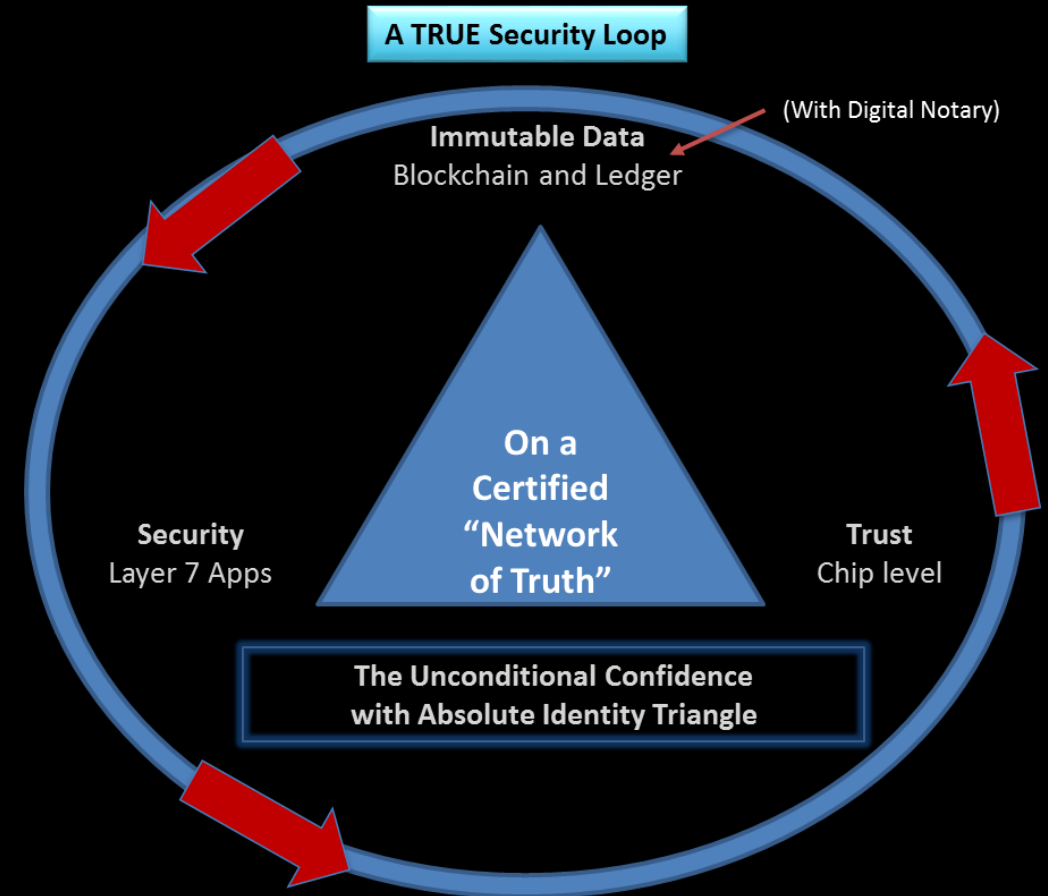 A TRUE Security Loop
(With Digital Notary)
Immutable Data
Blockchain and Ledger
On a
Certified
“Network
of Truth”
Security
Layer 7 Apps
Trust
Chip level
The Unconditional Confidence
with Absolute Identity Triangle